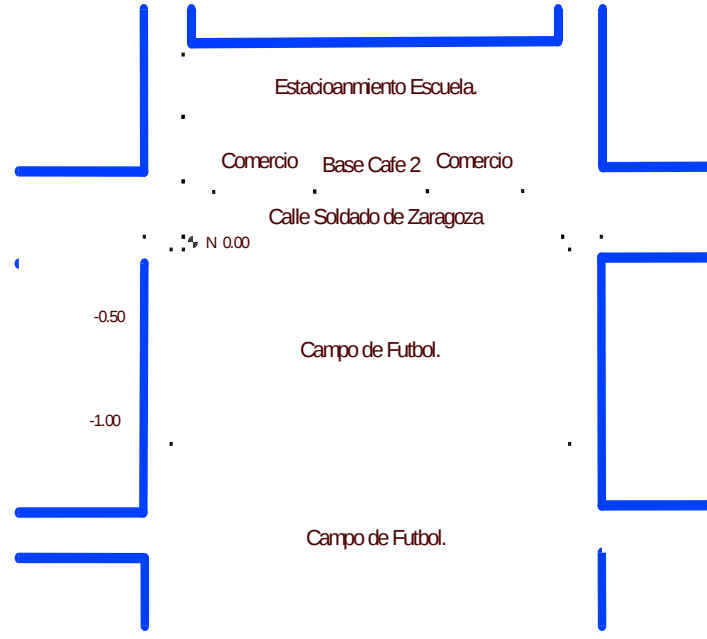 Estacioanmiento Escuela.
Comercio Base Cafe 2 Comercio
Calle Soldado de Zaragoza
N 0.00
-0.50
Campo de Futbol.
-1.00
Campo de Futbol.